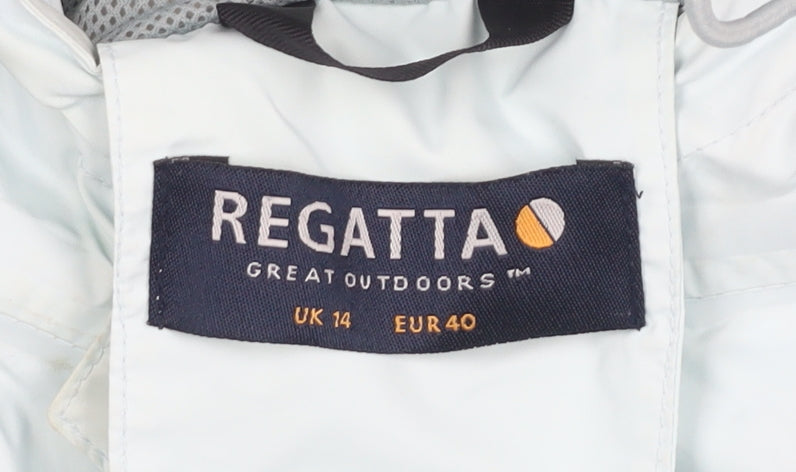 REGATTA
GREAT OUTDOORS ™
UK 14 EUR 40